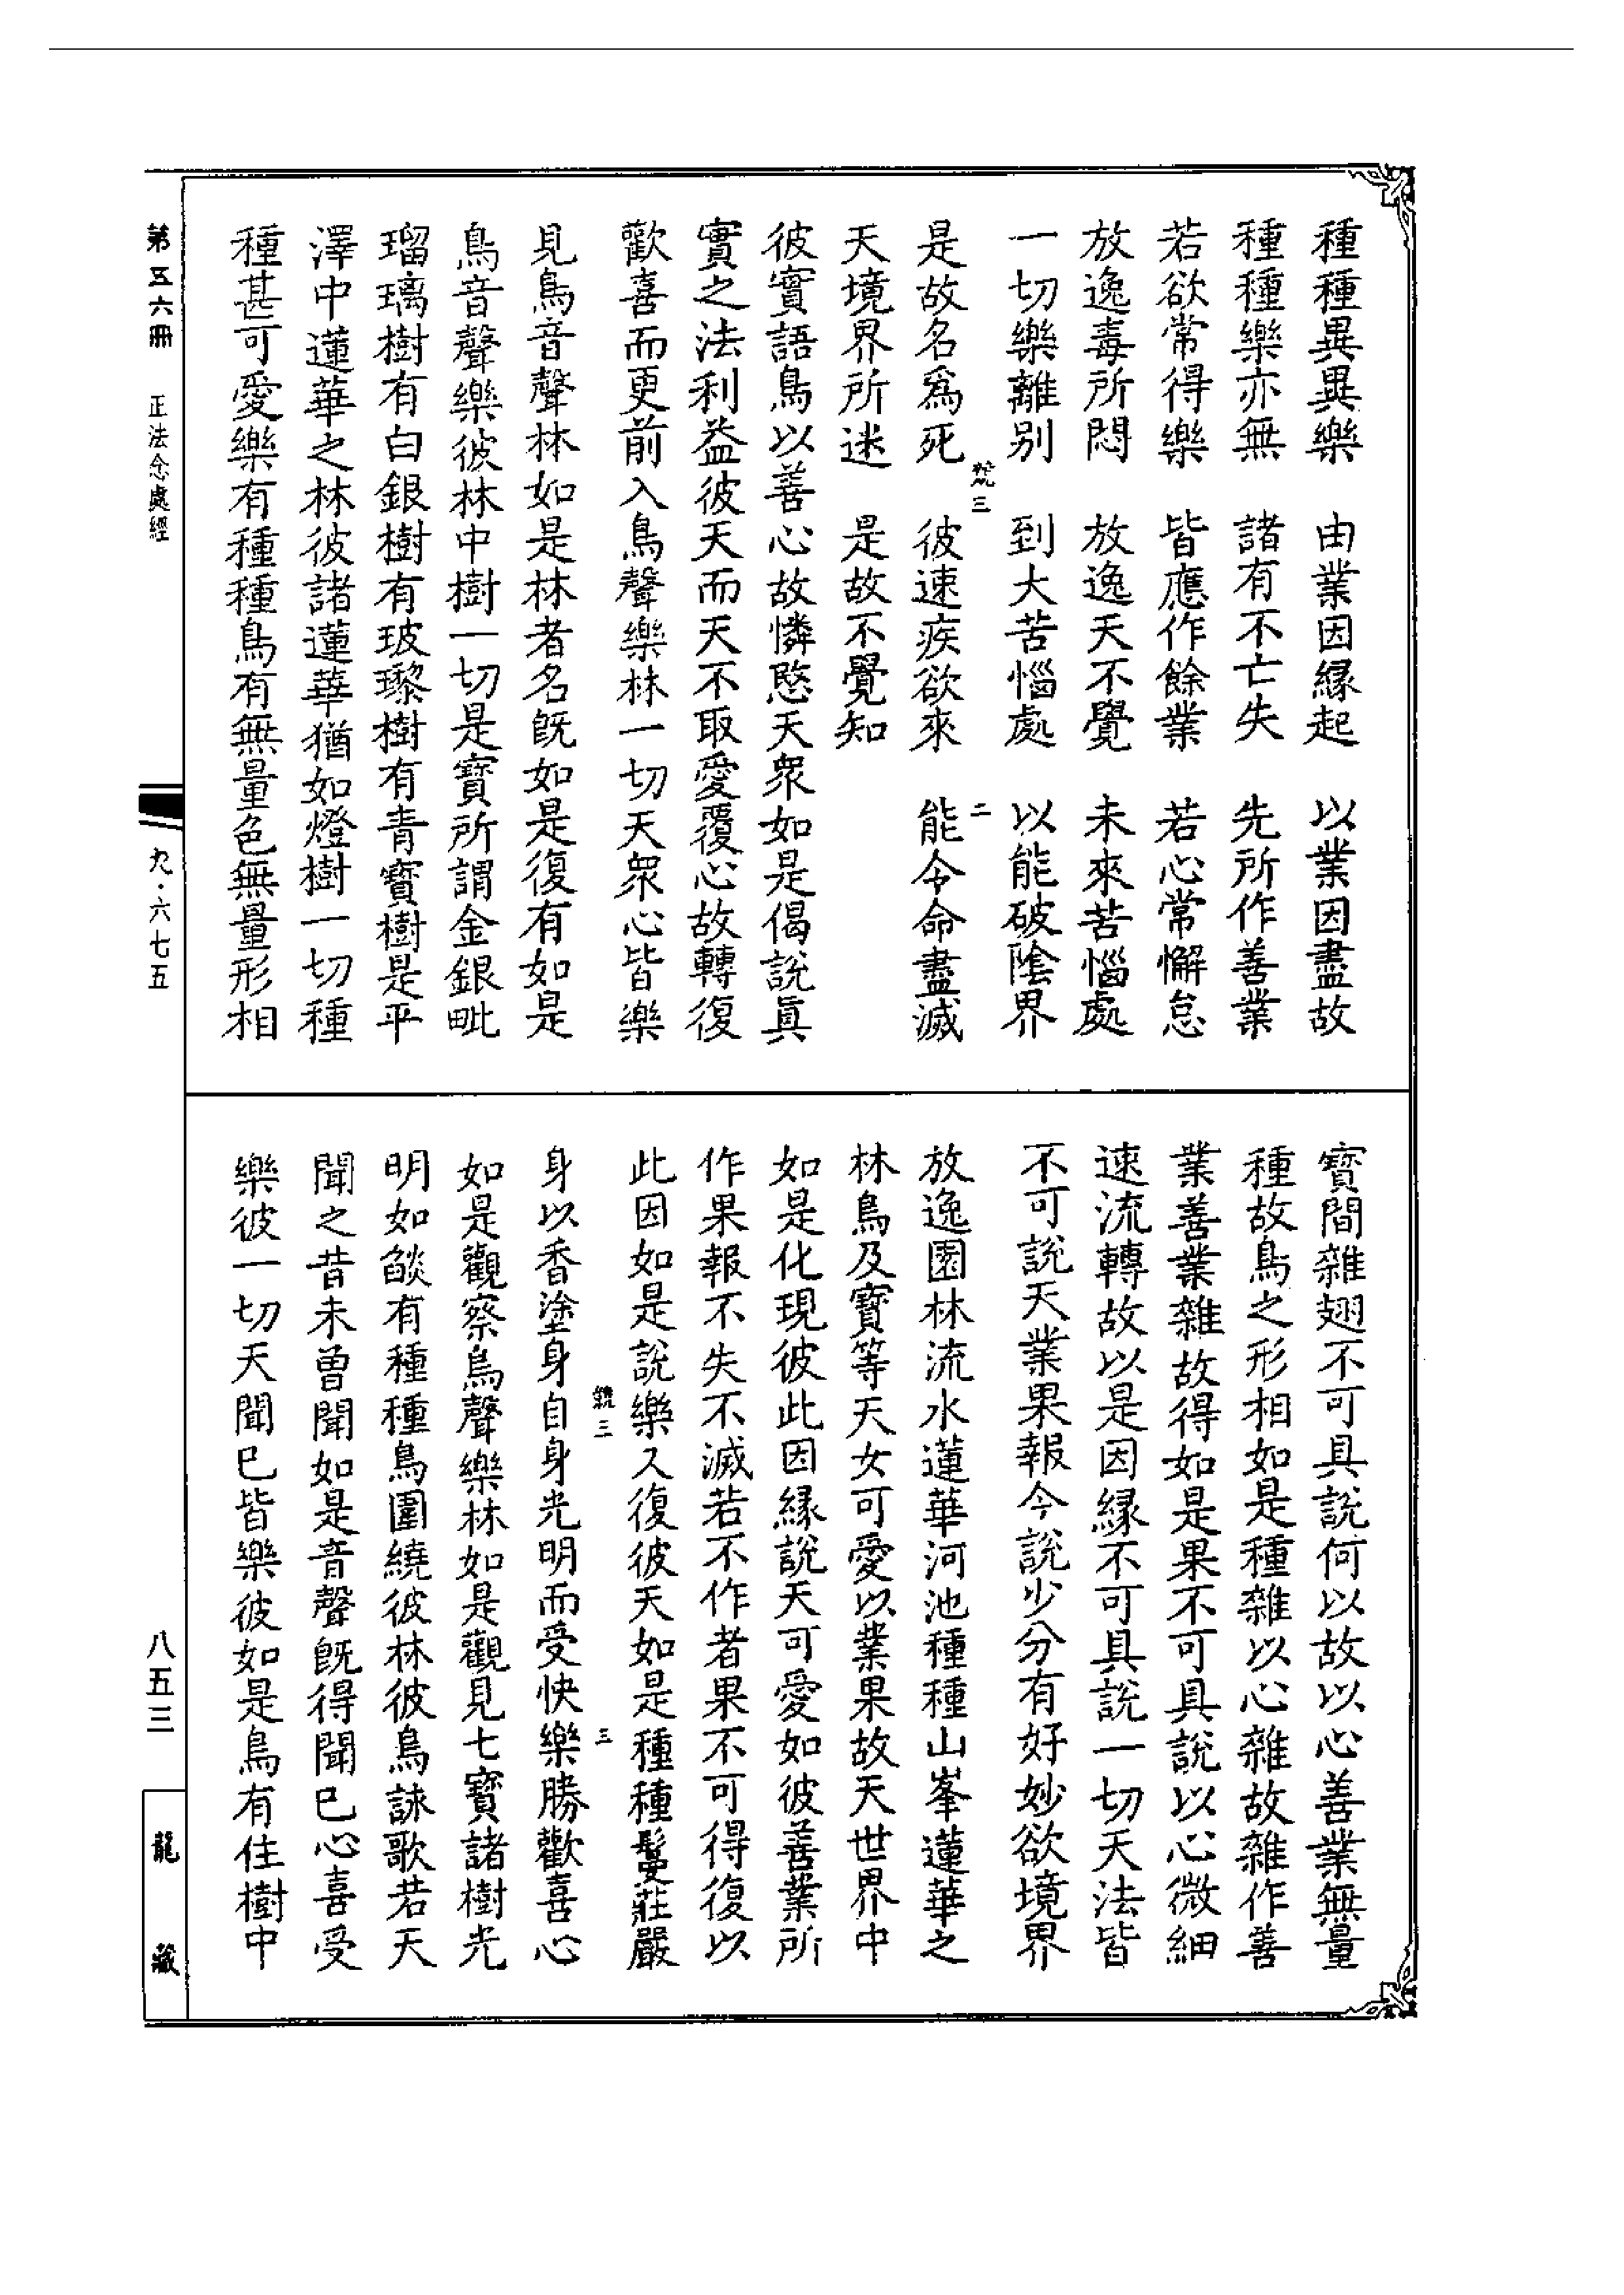 種種異異樂　由業因緣起　以業因盡故
種種樂亦無　諸有不亡失　先所作善業
若欲常得樂　皆應作餘業　若心常懈怠
放逸毒所悶　放逸天不覺　未來苦惱處
一切樂離別　到大苦惱處　以能破陰界
三
二
是故名爲死　彼速疾欲來　能令命盡滅
天境界所迷　是故不覺知
彼實語鳥以善心故憐愍天衆如是偈說眞
實之法利益彼天而天不取愛覆心故轉復
歡喜而更前入鳥聲樂林一切天衆心皆樂
見鳥音聲林如是林者名旣如是復有如是
鳥音聲樂彼林中樹一切是寶所謂金銀毗
瑠璃樹有白銀樹有玻瓈樹有青寶樹是平
澤中蓮華之林彼諸蓮華猶如燈樹一切種
種甚可愛樂有種種鳥有無量色無量形相
寶間雜翅不可具說何以故以心善業無量
種故鳥之形相如是種雜以心雜故雜作善
業善業雜故得如是果不可具說以心微細
速流轉故以是因緣不可具說一切天法皆
不可說天業果報今說少分有好妙欲境界
放逸園林流水蓮華河池種種山峯蓮華之
林鳥及寶等天女可愛以業果故天世界中
如是化現彼此因緣說天可愛如彼善業所
作果報不失不滅若不作者果不可得復以
此因如是說樂又復彼天如是種種鬘莊嚴
三
三
身以香塗身自身光明而受快樂勝歡喜心
如是觀察鳥聲樂林如是觀見七寶諸樹光
明如燄有種種鳥圍繞彼林彼鳥詠歌若天
聞之昔未曾聞如是音聲旣得聞已心喜受
樂彼一切天聞已皆樂彼如是鳥有住樹中
第五六冊　正法念處經
九·六七五
八五三
龍藏